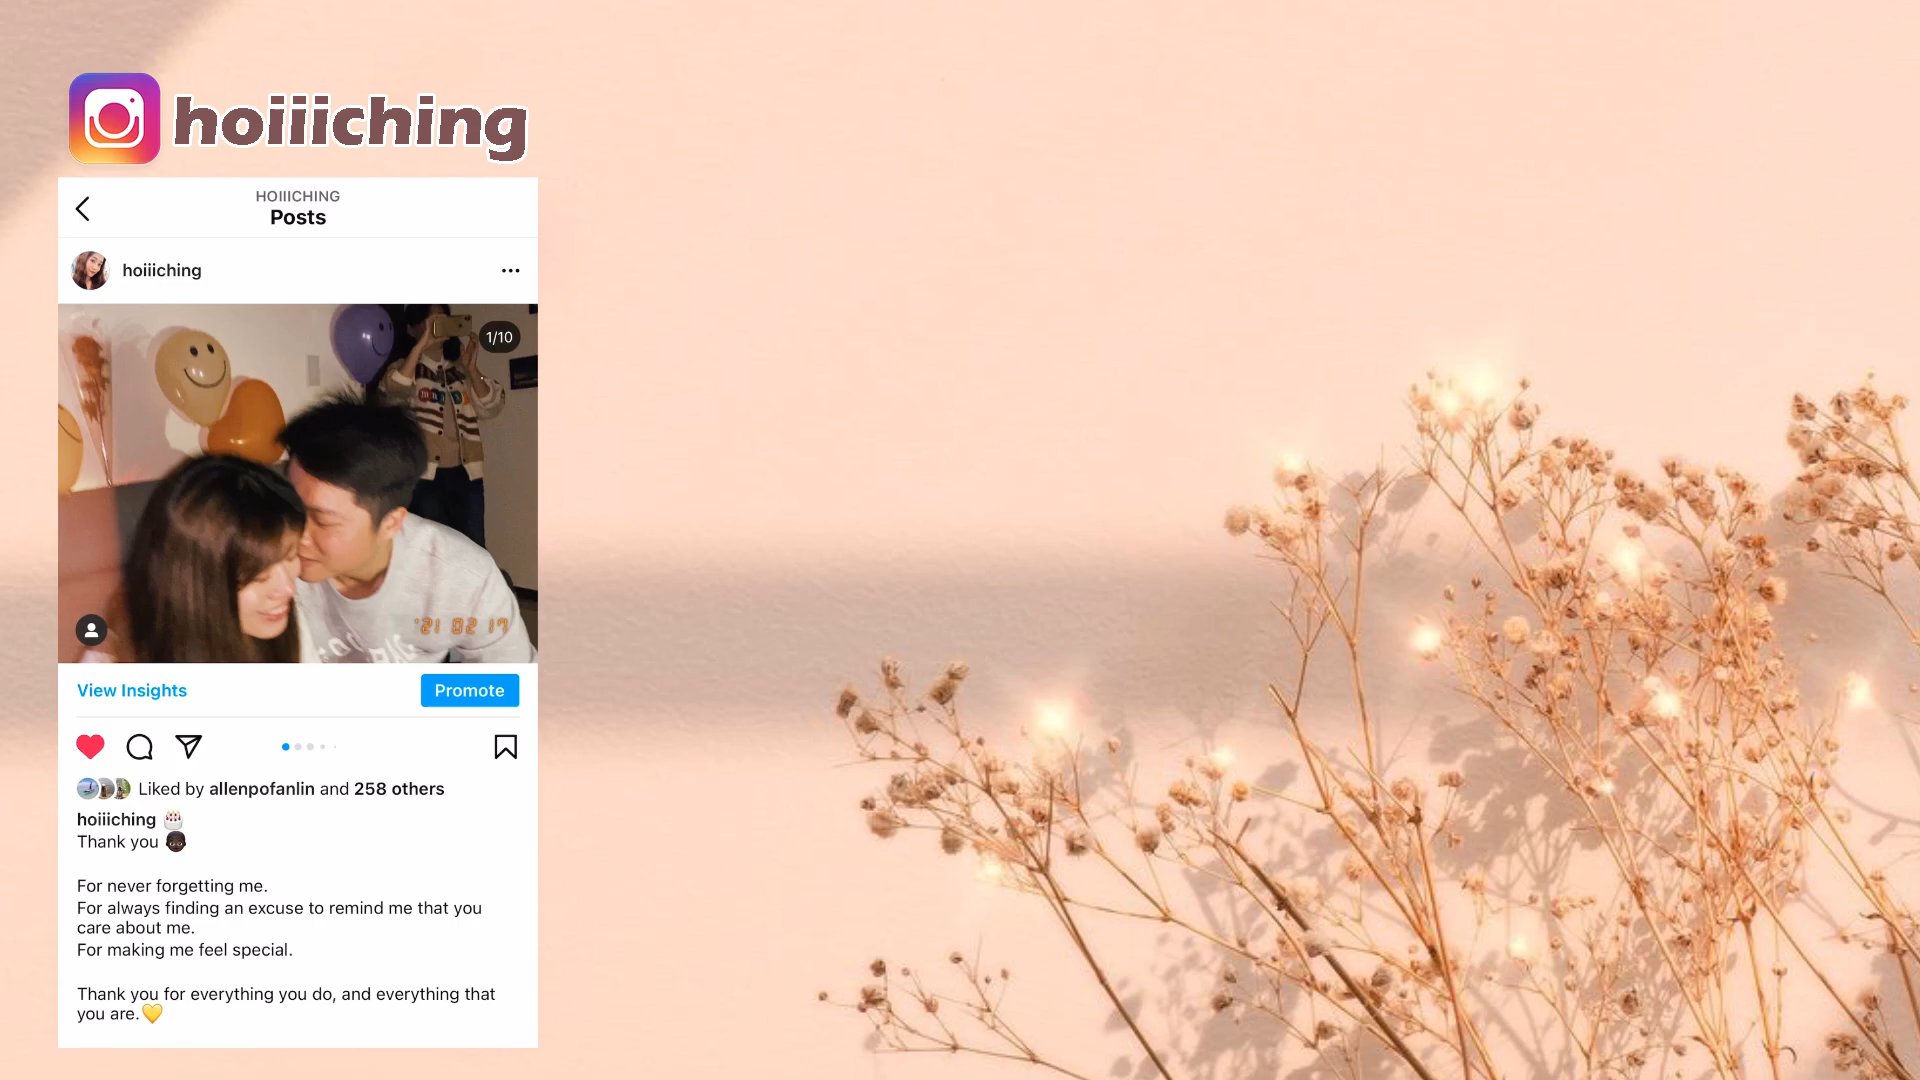 hoiiiching
HOIIICHING
Posts
hoiiiching
1/10
'21 02 17
View Insights
Promote
Liked by allenpofanlin and 258 others
hoiiiching 🎂
Thank you
For never forgetting me.
For always finding an excuse to remind me that you
care about me.
For making me feel special.
Thank you for everything you do, and everything that
you are.💛